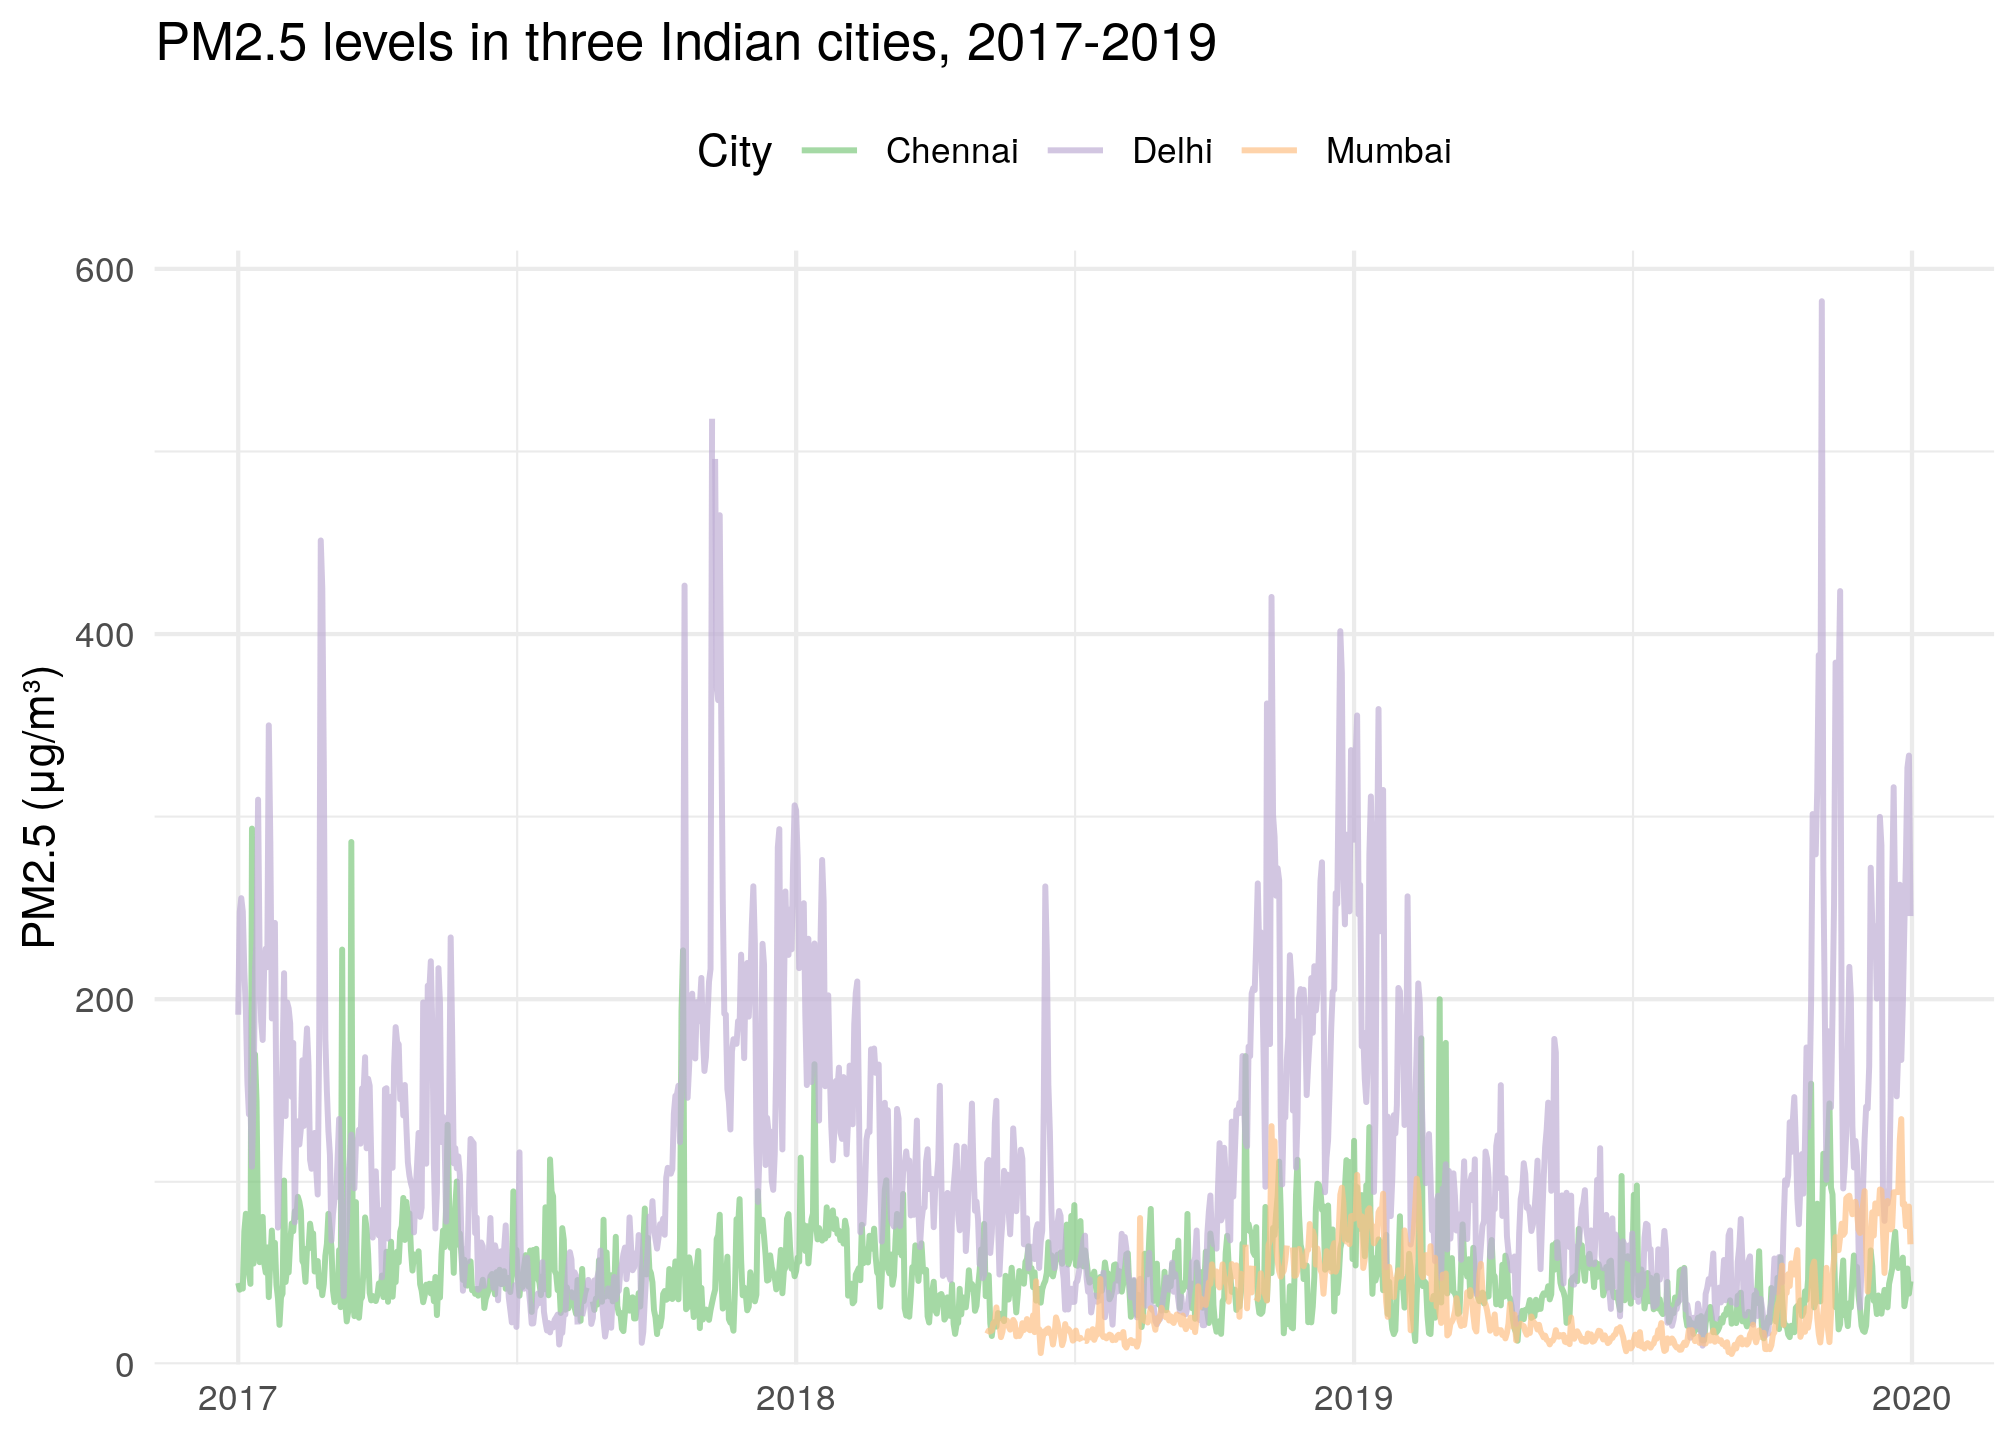 PM2.5 levels in three Indian cities, 2017-2019
City Chennai Delhi Mumbai
PM2.5 (µg/m³)
600
400
200
0
2017 2018 2019 2020